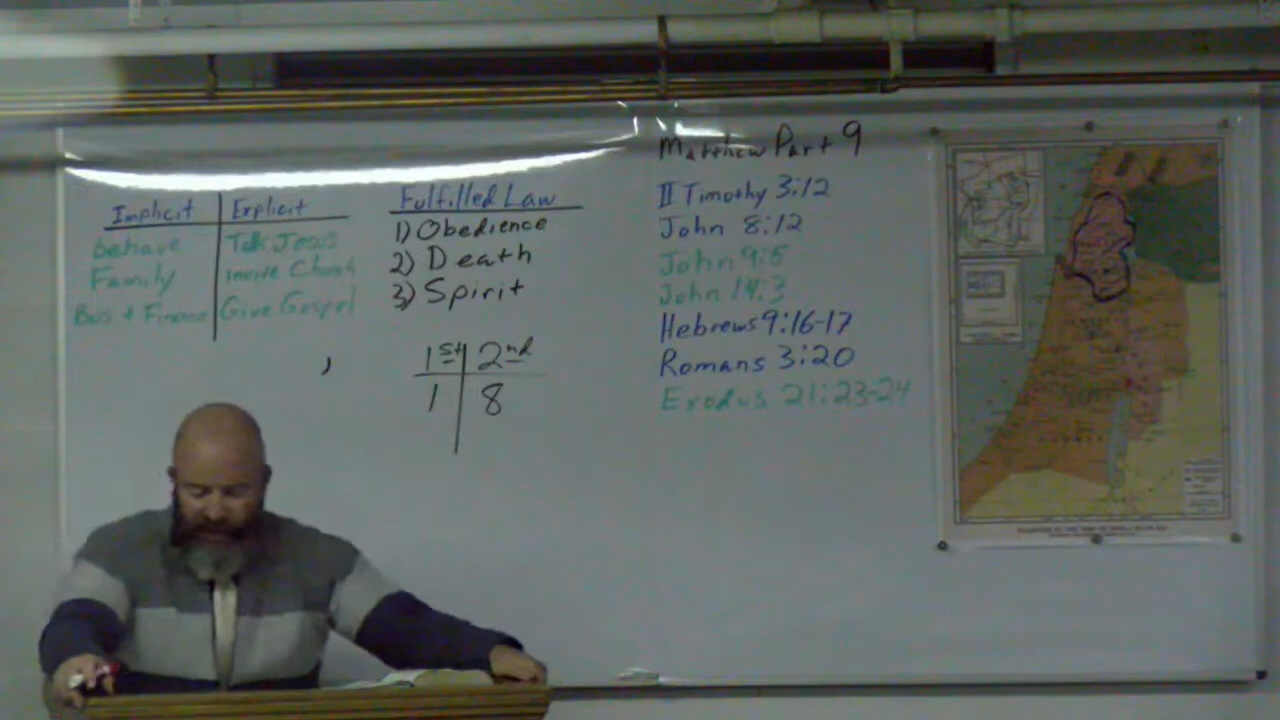 Implicit Explicit
behave Talk Jesus
Family Invite Church
Bus + Finance Give Gospel
Fulfilled Law
1) Obedience
2) Death
3) Spirit
1st 2nd
1 8
Matthew Part 9
II Timothy 3:12
John 8:12
John 9:5
John 14:3
Hebrews 9:16-17
Romans 3:20
Exodus 21:23-24